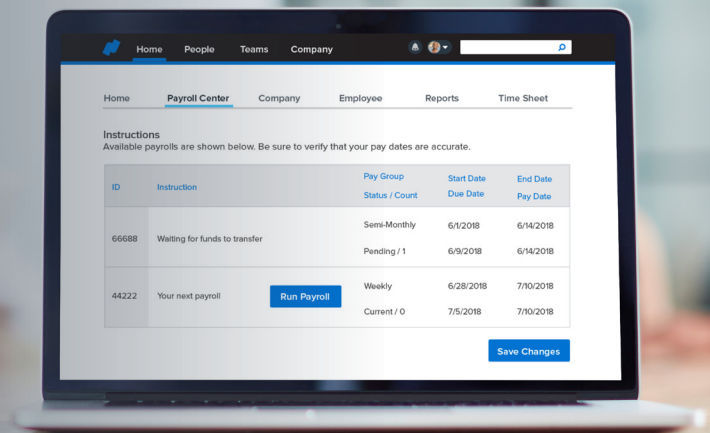 Home People Teams Company
Home Payroll Center Company Employee Reports Time Sheet
Instructions
Available payrolls are shown below. Be sure to verify that your pay dates are accurate.
ID Instruction Pay Group Start Date End Date
Status / Count Due Date Pay Date
66688 Waiting for funds to transfer Semi-Monthly 6/1/2018 6/14/2018
Pending / 1 6/9/2018 6/14/2018
44222 Your next payroll Run Payroll Weekly 6/28/2018 7/10/2018
Current / 0 7/5/2018 7/10/2018
Save Changes